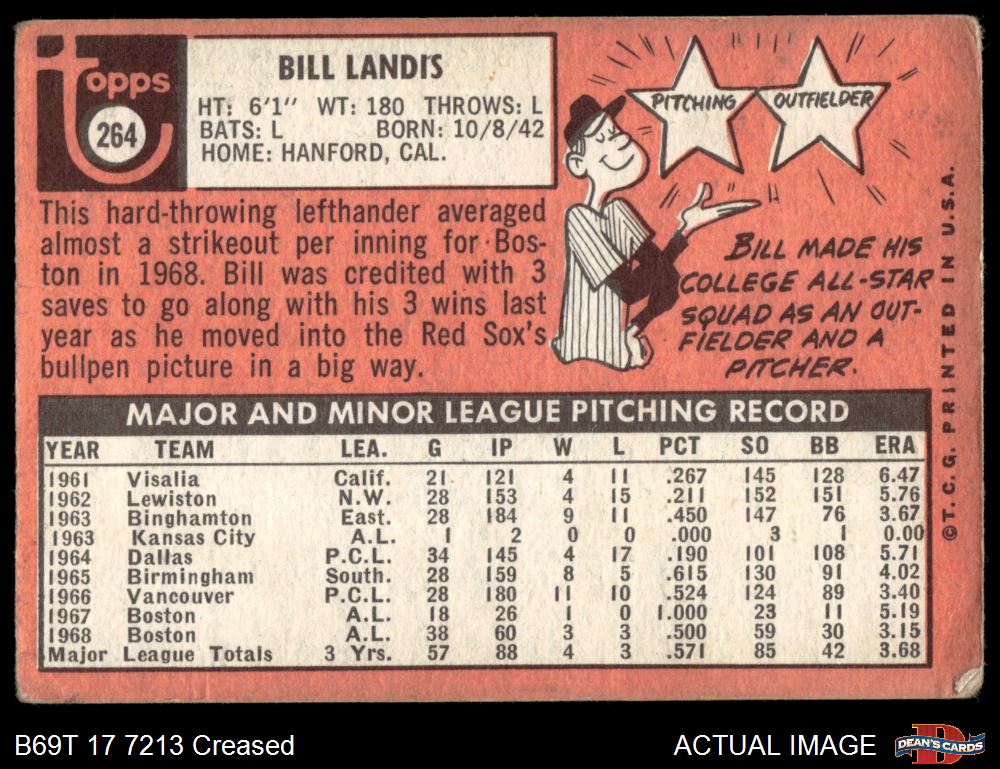 Topps
264
BILL LANDIS
HT: 6'1" WT: 180 THROWS: L
BATS: L BORN: 10/8/42
HOME: HANFORD, CAL.
This hard-throwing lefthander averaged
almost a strikeout per inning for Bos-
ton in 1968. Bill was credited with 3
saves to go along with his 3 wins last
year as he moved into the Red Sox's
bullpen picture in a big way.
PITCHING
OUTFIELDER
BILL MADE HIS
COLLEGE ALL-STAR
SQUAD AS AN OUT-
FIELDER AND A
PITCHER.
MAJOR AND MINOR LEAGUE PITCHING RECORD
YEAR TEAM LEA. G IP W L PCT SO BB ERA
1961 Visalia Calif. 21 121 4 11 .267 145 128 6.47
1962 Lewiston N.W. 28 153 4 15 .211 152 151 5.76
1963 Binghamton East. 28 184 9 11 .450 147 76 3.67
1963 Kansas City A.L. 1 2 0 0 .000 3 1 0.00
1964 Dallas P.C.L. 34 145 4 17 .190 101 108 5.71
1965 Birmingham South. 28 159 8 5 .615 130 91 4.02
1966 Vancouver P.C.L. 28 180 11 10 .524 124 89 3.40
1967 Boston A.L. 18 26 1 0 1.000 23 11 5.19
1968 Boston A.L. 38 60 3 3 .500 59 30 3.15
Major League Totals 3 Yrs. 57 88 4 3 .571 85 42 3.68
©T.C.G. PRINTED IN U.S.A.
B69T 17 7213 Creased
ACTUAL IMAGE
D
DEAN'S CARDS